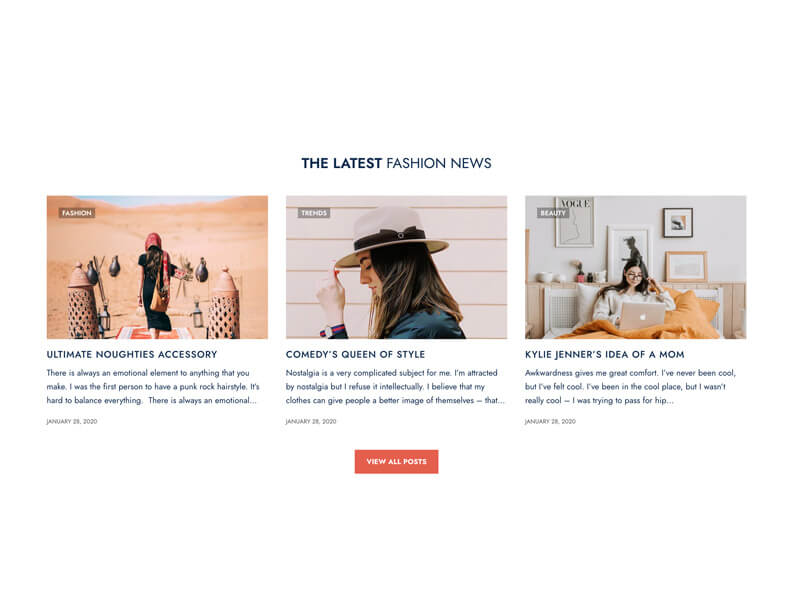 THE LATEST FASHION NEWS
FASHION
TRENDS
BEAUTY
VOGUE
ULTIMATE NOUGHTIES ACCESSORY
There is always an emotional element to anything that you
make. I was the first person to have a punk rock hairstyle. It's
hard to balance everything.  There is always an emotional…
JANUARY 28, 2020
COMEDY'S QUEEN OF STYLE
Nostalgia is a very complicated subject for me. I'm attracted
by nostalgia but I refuse it intellectually. I believe that my
clothes can give people a better image of themselves – that…
JANUARY 28, 2020
KYLIE JENNER'S IDEA OF A MOM
Awkwardness gives me great comfort. I've never been cool,
but I've felt cool. I've been in the cool place, but I wasn't
really cool – I was trying to pass for hip…
JANUARY 28, 2020
VIEW ALL POSTS